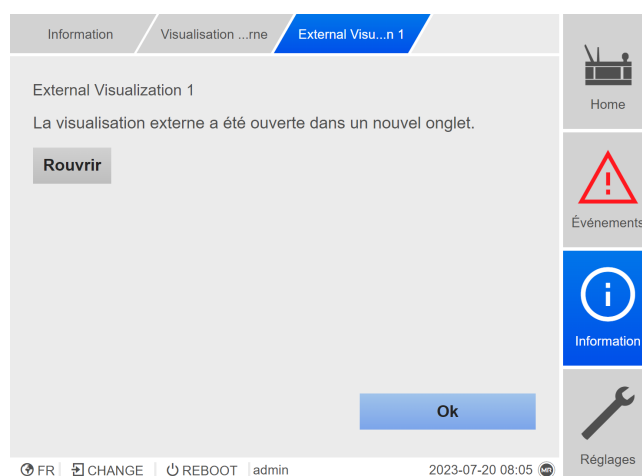 Information
Visualisation ...rne
External Visu...n 1
External Visualization 1
La visualisation externe a été ouverte dans un nouvel onglet.
Rouvrir
Ok
Home
Événements
Information
Réglages
FR CHANGE REBOOT admin 2023-07-20 08:05 MR